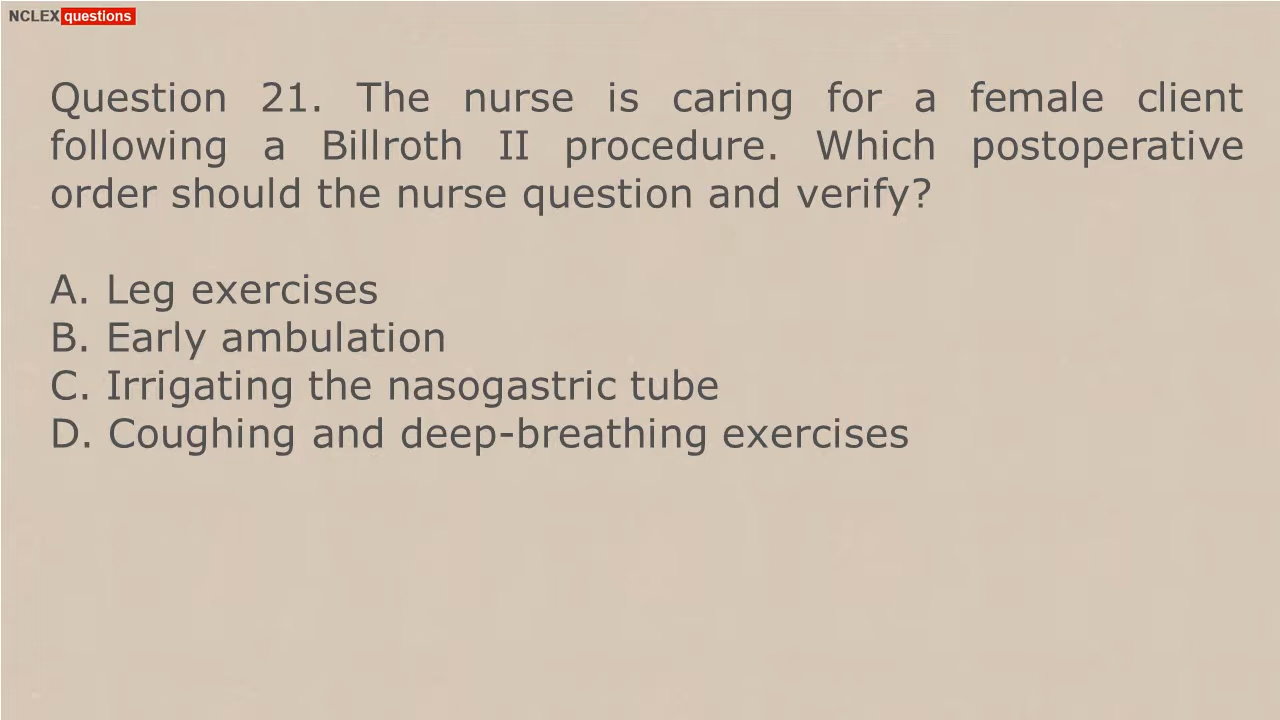 NCLEX questions
Question 21. The nurse is caring for a female client
following a Billroth II procedure. Which postoperative
order should the nurse question and verify?
A. Leg exercises
B. Early ambulation
C. Irrigating the nasogastric tube
D. Coughing and deep-breathing exercises